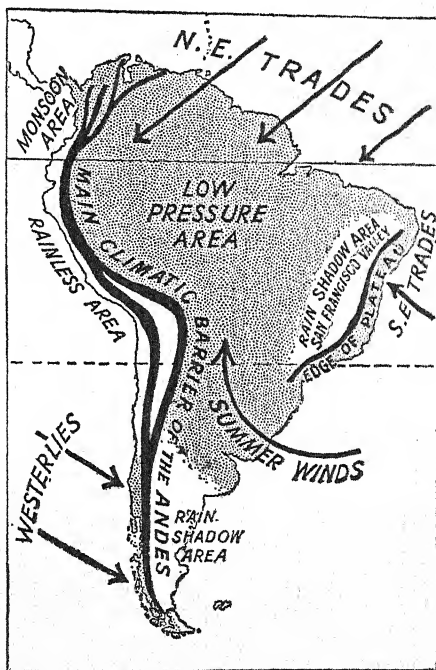 N.E. TRADES
MONSOON
AREA
LOW
PRESSURE
AREA
MAIN CLIMATIC BARRIER OF THE ANDES
RAINLESS AREA
RAIN SHADOW AREA
SAN FRANCISCO VALLEY
EDGE OF PLATEAU
S.E TRADES
SUMMER WINDS
WESTERLIES
RAIN-
SHADOW
AREA